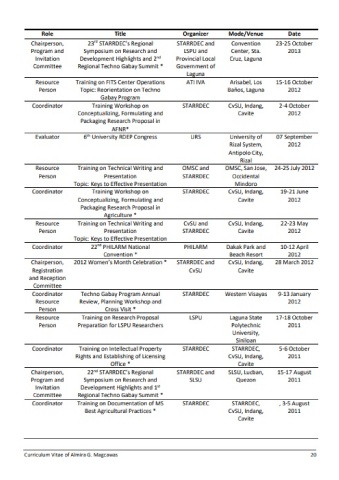 Role Title Organizer Mode/Venue Date
Chairperson, 23rd STARRDEC's Regional STARRDEC and Convention 23-25 October
Program and Symposium on Research and LSPU and Center, Sta. 2013
Invitation Development Highlights and 2nd Provincial Local Cruz, Laguna
Committee Regional Techno Gabay Summit * Government of
Laguna
Resource Training on FITS Center Operations ATI IVA Arisabel, Los 15-16 October
Person Topic: Reorientation on Techno Baños, Laguna 2012
Gabay Program
Coordinator Training Workshop on STARRDEC CvSU, Indang, 2-4 October
Conceptualizing, Formulating and Cavite 2012
Packaging Research Proposal in
AFNR*
Evaluator 6th University RDEP Congress URS University of 07 September
Rizal System, 2012
Antipolo City,
Rizal
Resource Training on Technical Writing and OMSC and OMSC, San Jose, 24-25 July 2012
Person Presentation STARRDEC Occidental
Topic: Keys to Effective Presentation Mindoro
Coordinator Training Workshop on STARRDEC CvSU, Indang, 19-21 June
Conceptualizing, Formulating and Cavite 2012
Packaging Research Proposal in
Agriculture *
Resource Training on Technical Writing and CvSU and CvSU, Indang, 22-23 May
Person Presentation STARRDEC Cavite 2012
Topic: Keys to Effective Presentation
Coordinator 22nd PHILARM National PHILARM Dakak Park and 10-12 April
Convention * Beach Resort 2012
Chairperson, 2012 Women's Month Celebration * STARRDEC and CvSU, Indang, 28 March 2012
Registration CvSU Cavite
and Reception
Committee
Coordinator Techno Gabay Program Annual STARRDEC Western Visayas 9-13 January
Resource Review, Planning Workshop and 2012
Person Cross Visit *
Resource Training on Research Proposal LSPU Laguna State 17-18 October
Person Preparation for LSPU Researchers Polytechnic 2011
University,
Siniloan
Coordinator Training on Intellectual Property STARRDEC STARRDEC, 5-6 October
Rights and Establishing of Licensing CvSU, Indang, 2011
Office * Cavite
Chairperson, 22nd STARRDEC's Regional STARRDEC and SLSU, Lucban, 15-17 August
Program and Symposium on Research and SLSU Quezon 2011
Invitation Development Highlights and 1st
Committee Regional Techno Gabay Summit *
Coordinator Training on Documentation of MS STARRDEC STARRDEC, , 3-5 August
Best Agricultural Practices * CvSU, Indang, 2011
Cavite
Curriculum Vitae of Almira G. Magcawas 20